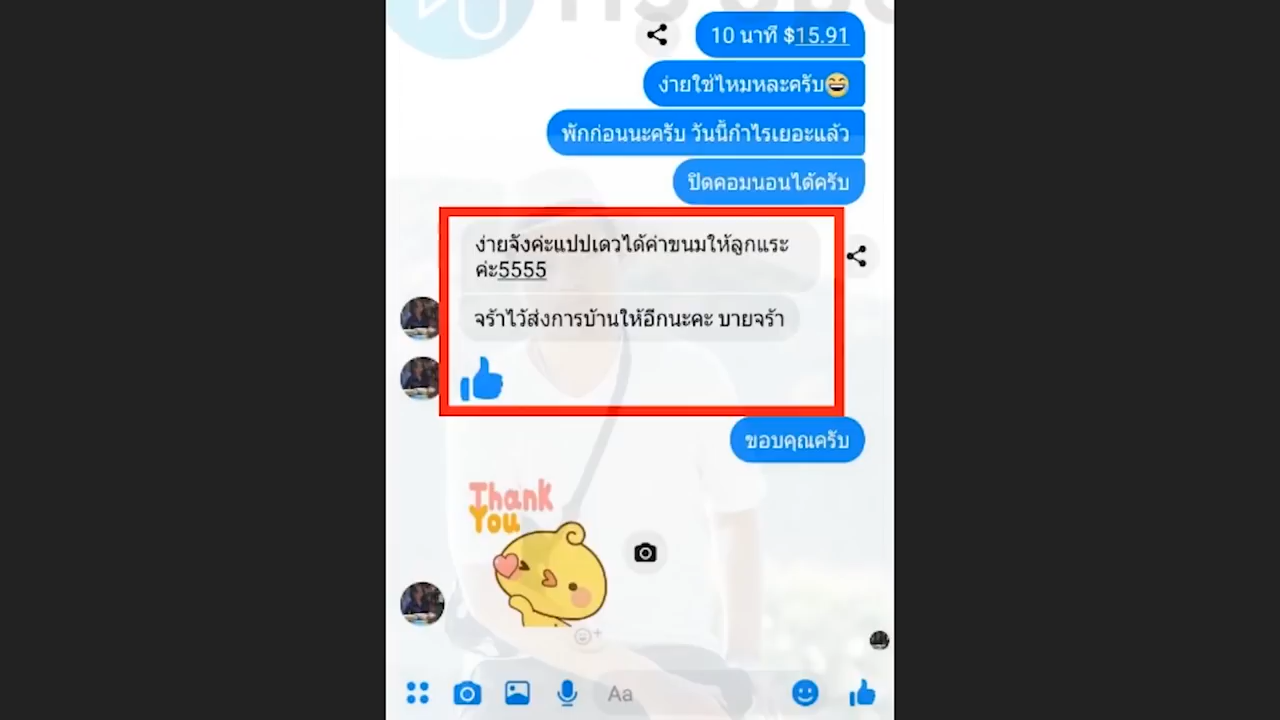 10 นาที $15.91
ง่ายใช่ไหมหละครับ😆
พักก่อนนะครับ วันนี้กำไรเยอะแล้ว
ปิดคอมนอนได้ครับ
ง่ายจังค่ะแปปเดวได้ค่าขนมให้ลูกแระ
ค่ะ5555
จร้าไว้ส่งการบ้านให้อีกนะคะ บายจร้า
ขอบคุณครับ
Thank
You
Aa